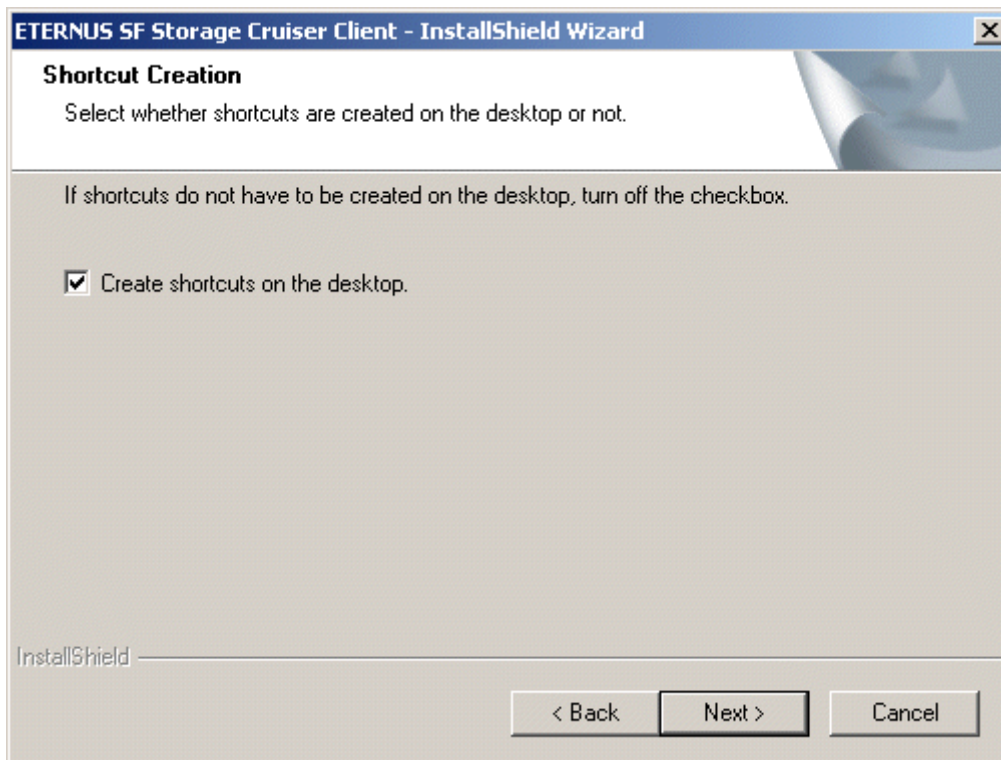 ETERNUS SF Storage Cruiser Client - InstallShield Wizard
Shortcut Creation
Select whether shortcuts are created on the desktop or not.
If shortcuts do not have to be created on the desktop, turn off the checkbox.
Create shortcuts on the desktop.
InstallShield
< Back Next > Cancel